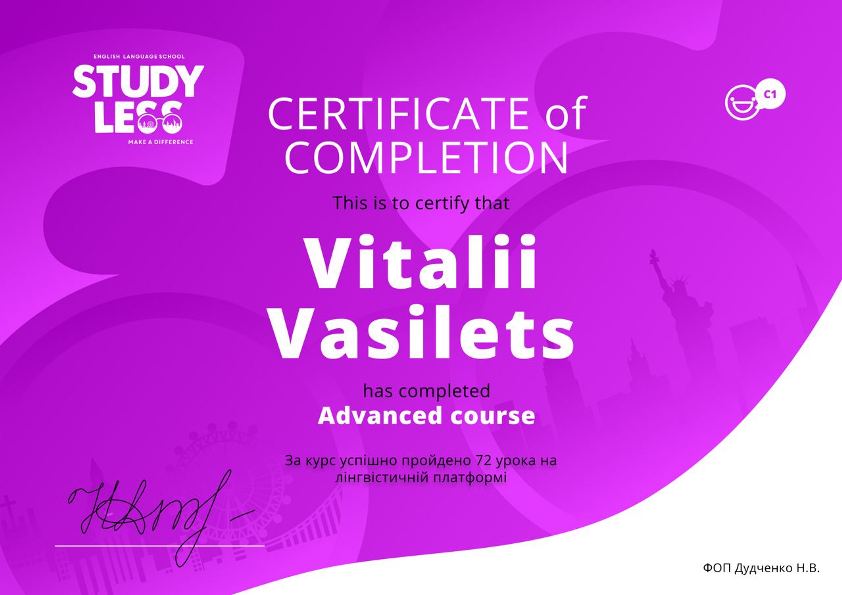 ENGLISH LANGUAGE SCHOOL
STUDY
LESS
MAKE A DIFFERENCE
C1
CERTIFICATE of
COMPLETION
This is to certify that
Vitalii
Vasilets
has completed
Advanced course
За курс успішно пройдено 72 урока на
лінгвістичній платформі
ФОП Дудченко Н.В.